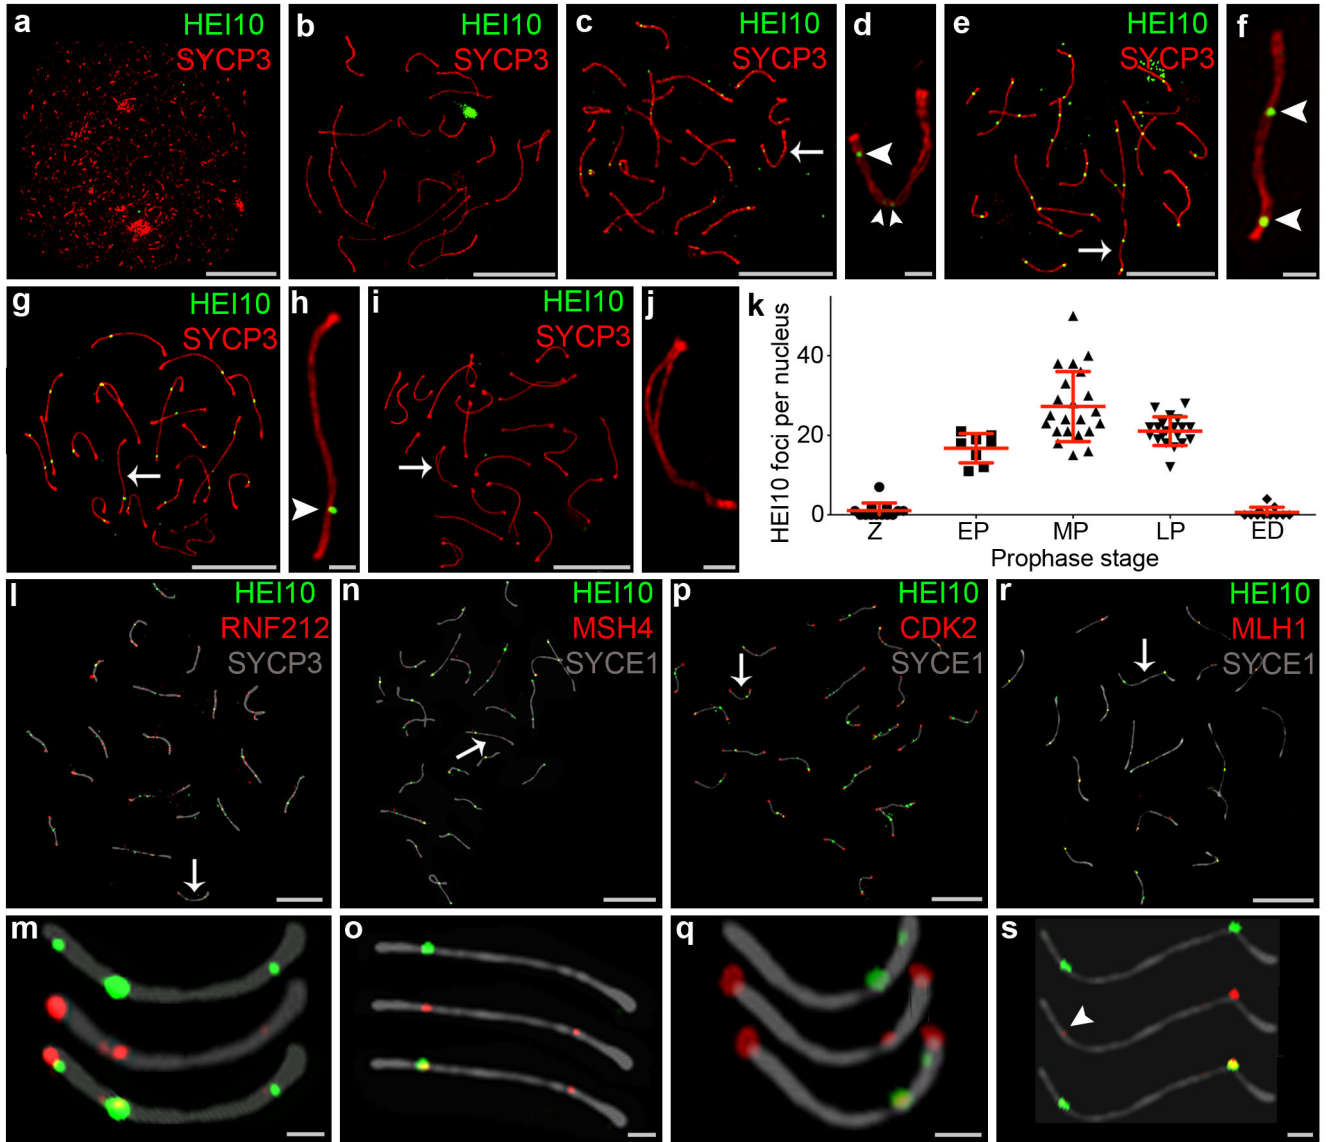 a
HEI10
SYCP3
b
HEI10
SYCP3
c
HEI10
SYCP3
d
e
HEI10
SYCP3
f
g
HEI10
SYCP3
h
i
HEI10
SYCP3
j
k
HEI10 foci per nucleus
40
20
0
Z EP MP LP ED
Prophase stage
l
HEI10
RNF212
SYCP3
n
HEI10
MSH4
SYCE1
p
HEI10
CDK2
SYCE1
r
HEI10
MLH1
SYCE1
m
o
q
s